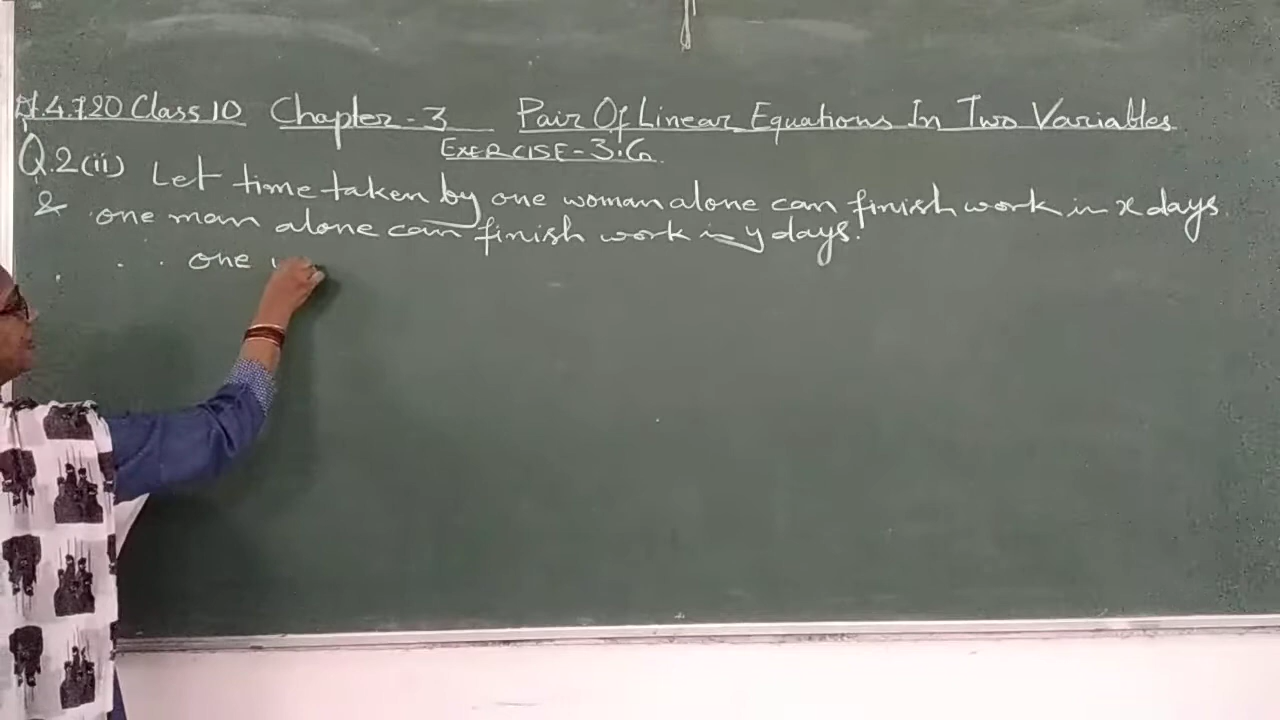 Dt.4.7.20 Class 10 Chapter-3 Pair Of Linear Equations In Two Variables
EXERCISE-3.6
Q.2(ii) Let time taken by one woman alone can finish work in x days
& one man alone can finish work in y days.
one